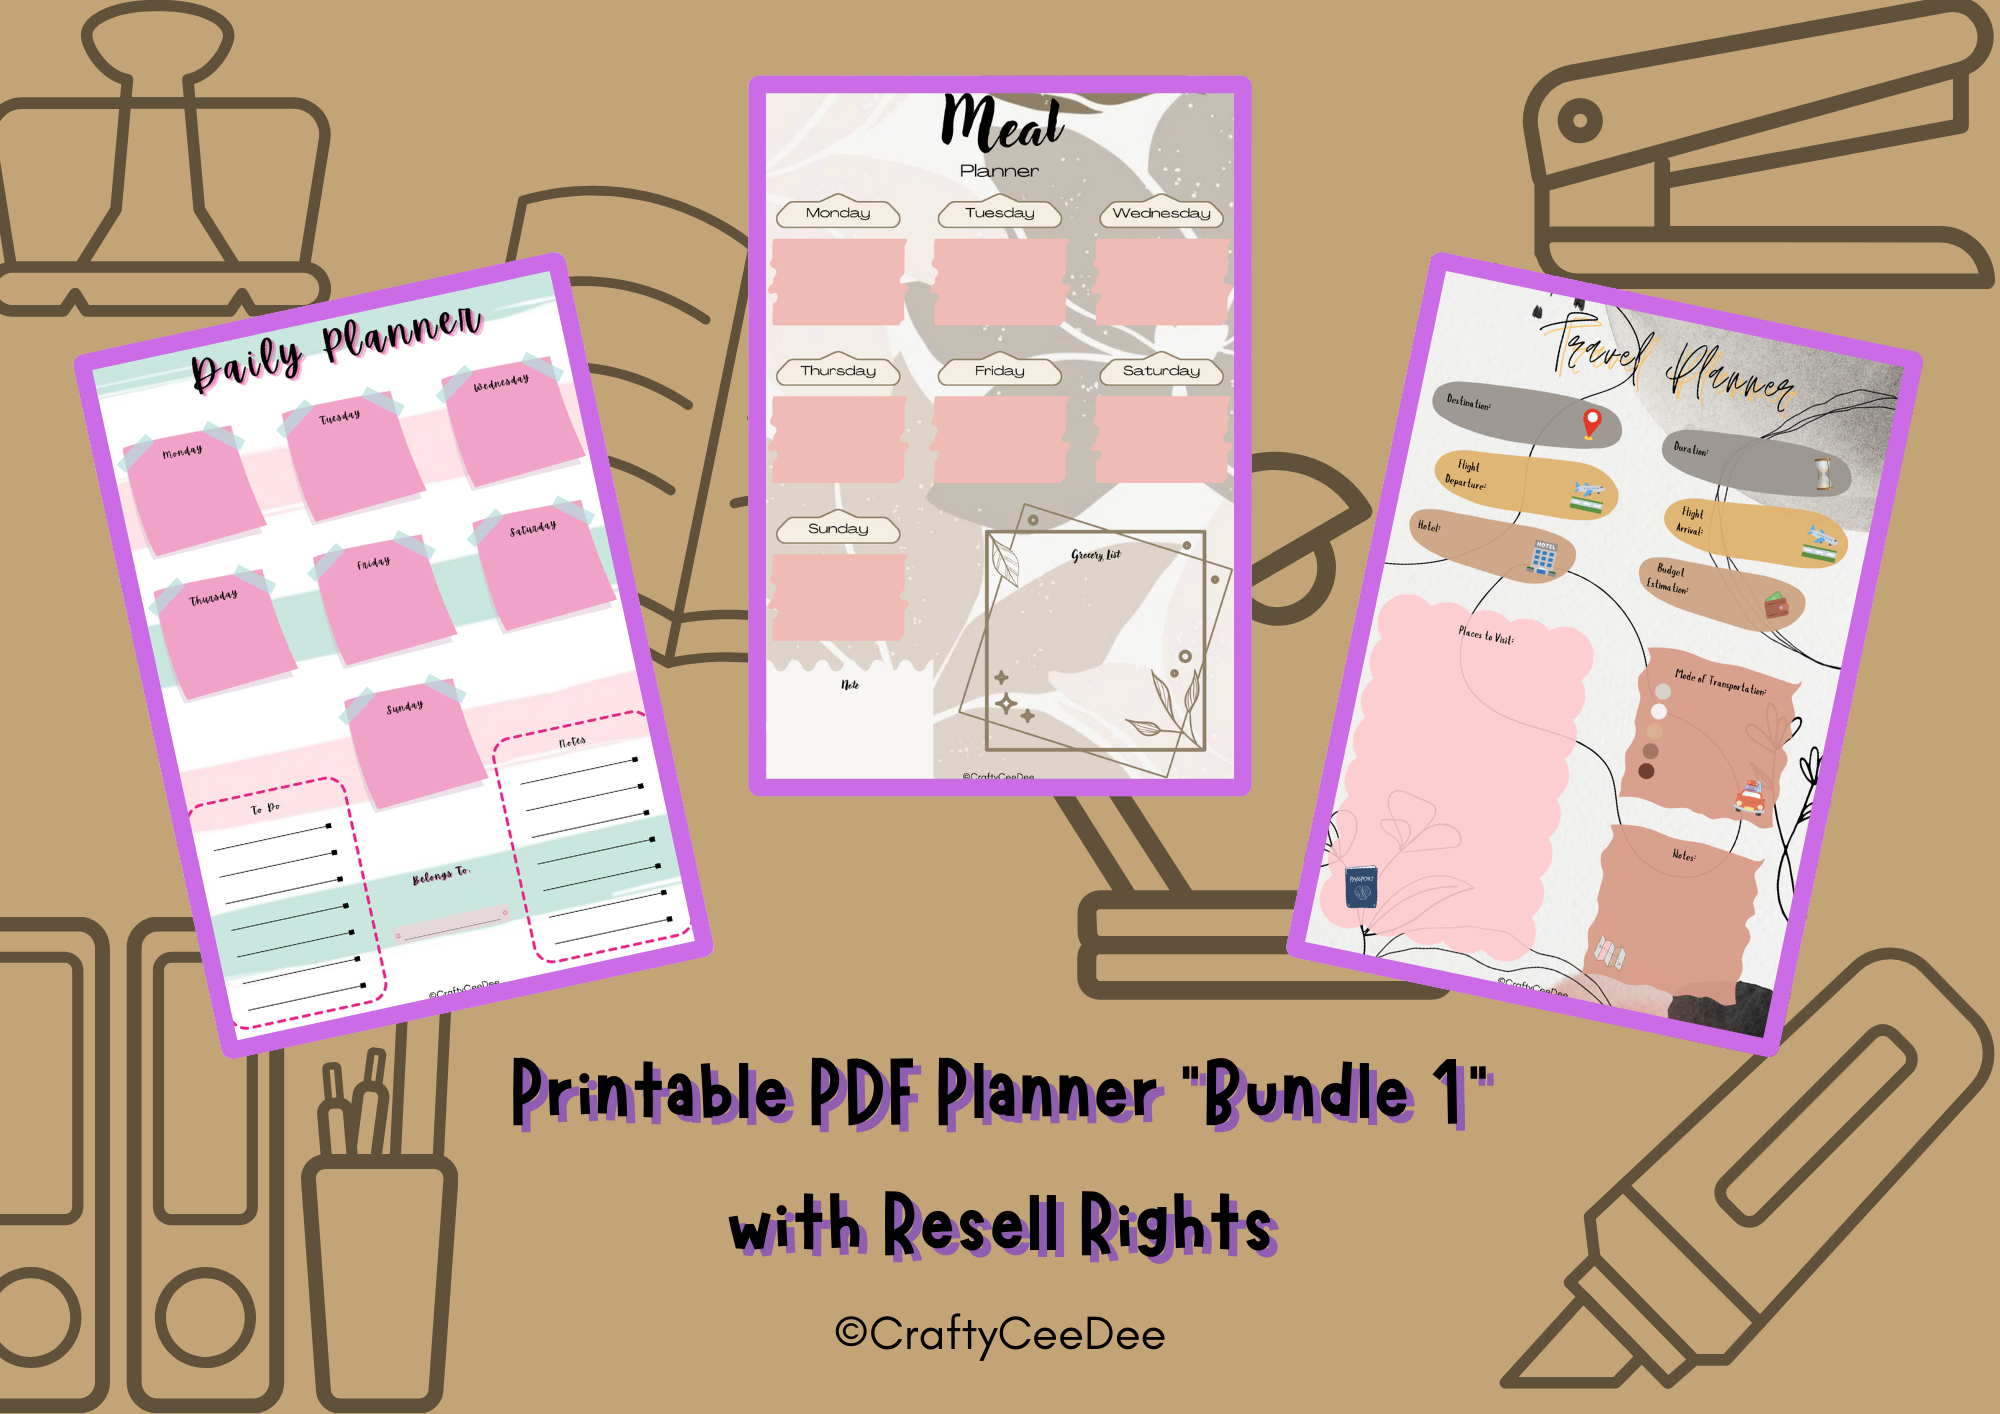 Daily Planner
Monday
Tuesday
Wednesday
Thursday
Friday
Saturday
Sunday
To Do
Notes
Belongs To:
©CraftyCeeDee
Meal
Planner
Monday
Tuesday
Wednesday
Thursday
Friday
Saturday
Sunday
Grocery List
Note
©CraftyCeeDee
Travel Planner
Destination:
Duration:
Flight
Departure:
Flight
Arrival:
Hotel:
HOTEL
Budget
Estimation:
Places to Visit:
Mode of Transportation:
PASSPORT
Notes:
©CraftyCeeDee
Printable PDF Planner "Bundle 1"
with Resell Rights
©CraftyCeeDee